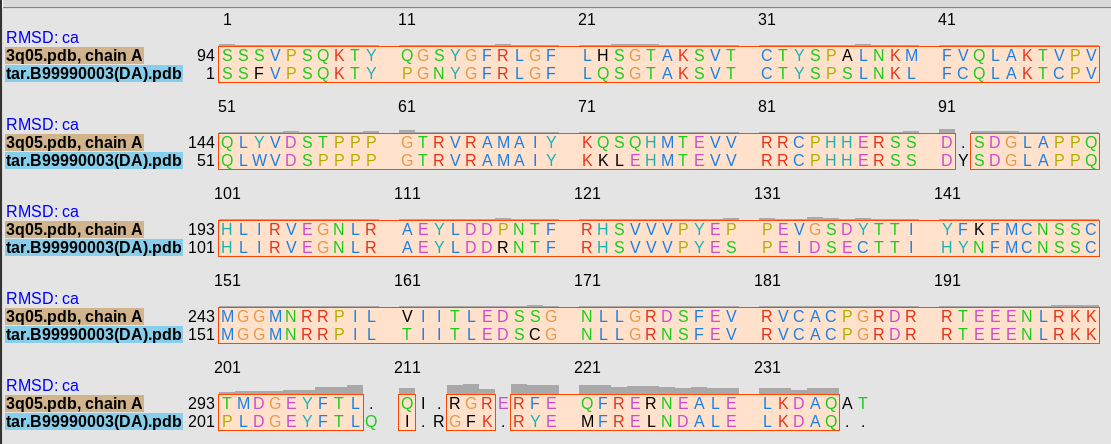 1 11 21 31 41
RMSD: ca
3q05.pdb, chain A 94 SSSVPSQKTY QGSYGFRLGF LHSGTAKSVT CTYSPALNKM FVQLAKTVPV
tar.B99990003(DA).pdb 1 SSFVPSQKTY PGNYGFRLGF LQSGTAKSVT CTYSPSLNKL FCQLAKTCPV
51 61 71 81 91
RMSD: ca
3q05.pdb, chain A 144 QLYVDSTPPP GTRVRAMAIY KQSQHMTEVV RRCPHHERSS D.SDGLAPPQ
tar.B99990003(DA).pdb 51 QLWVDSPPPP GTRVRAMAIY KKLEHMTEVV RRCPHHERSS DYSDGLAPPQ
101 111 121 131 141
RMSD: ca
3q05.pdb, chain A 193 HLIRVEGNLR AEYLDDPNTF RHSVVVPYEP PEVGSDYTTI YFKFMCNSSC
tar.B99990003(DA).pdb 101 HLIRVEGNLR AEYLDDRNTF RHSVVVPYES PEIDSECTTI HYNFMCNSSC
151 161 171 181 191
RMSD: ca
3q05.pdb, chain A 243 MGGMNRRPIL VIITLEDSSG NLLGRDSFEV RVCACPGRDR RTEEENLRKK
tar.B99990003(DA).pdb 151 MGGMNRRPIL TIITLEDSCG NLLGRNSFEV RVCACPGRDR RTEEENLRKK
201 211 221 231
RMSD: ca
3q05.pdb, chain A 293 TMDGEYFTL. QI.RGRERFE QFRERNEALE LKDAQAT
tar.B99990003(DA).pdb 201 PLDGEYFTLQ I.RGFK.RYE MFRELNDALE LKDAQ..